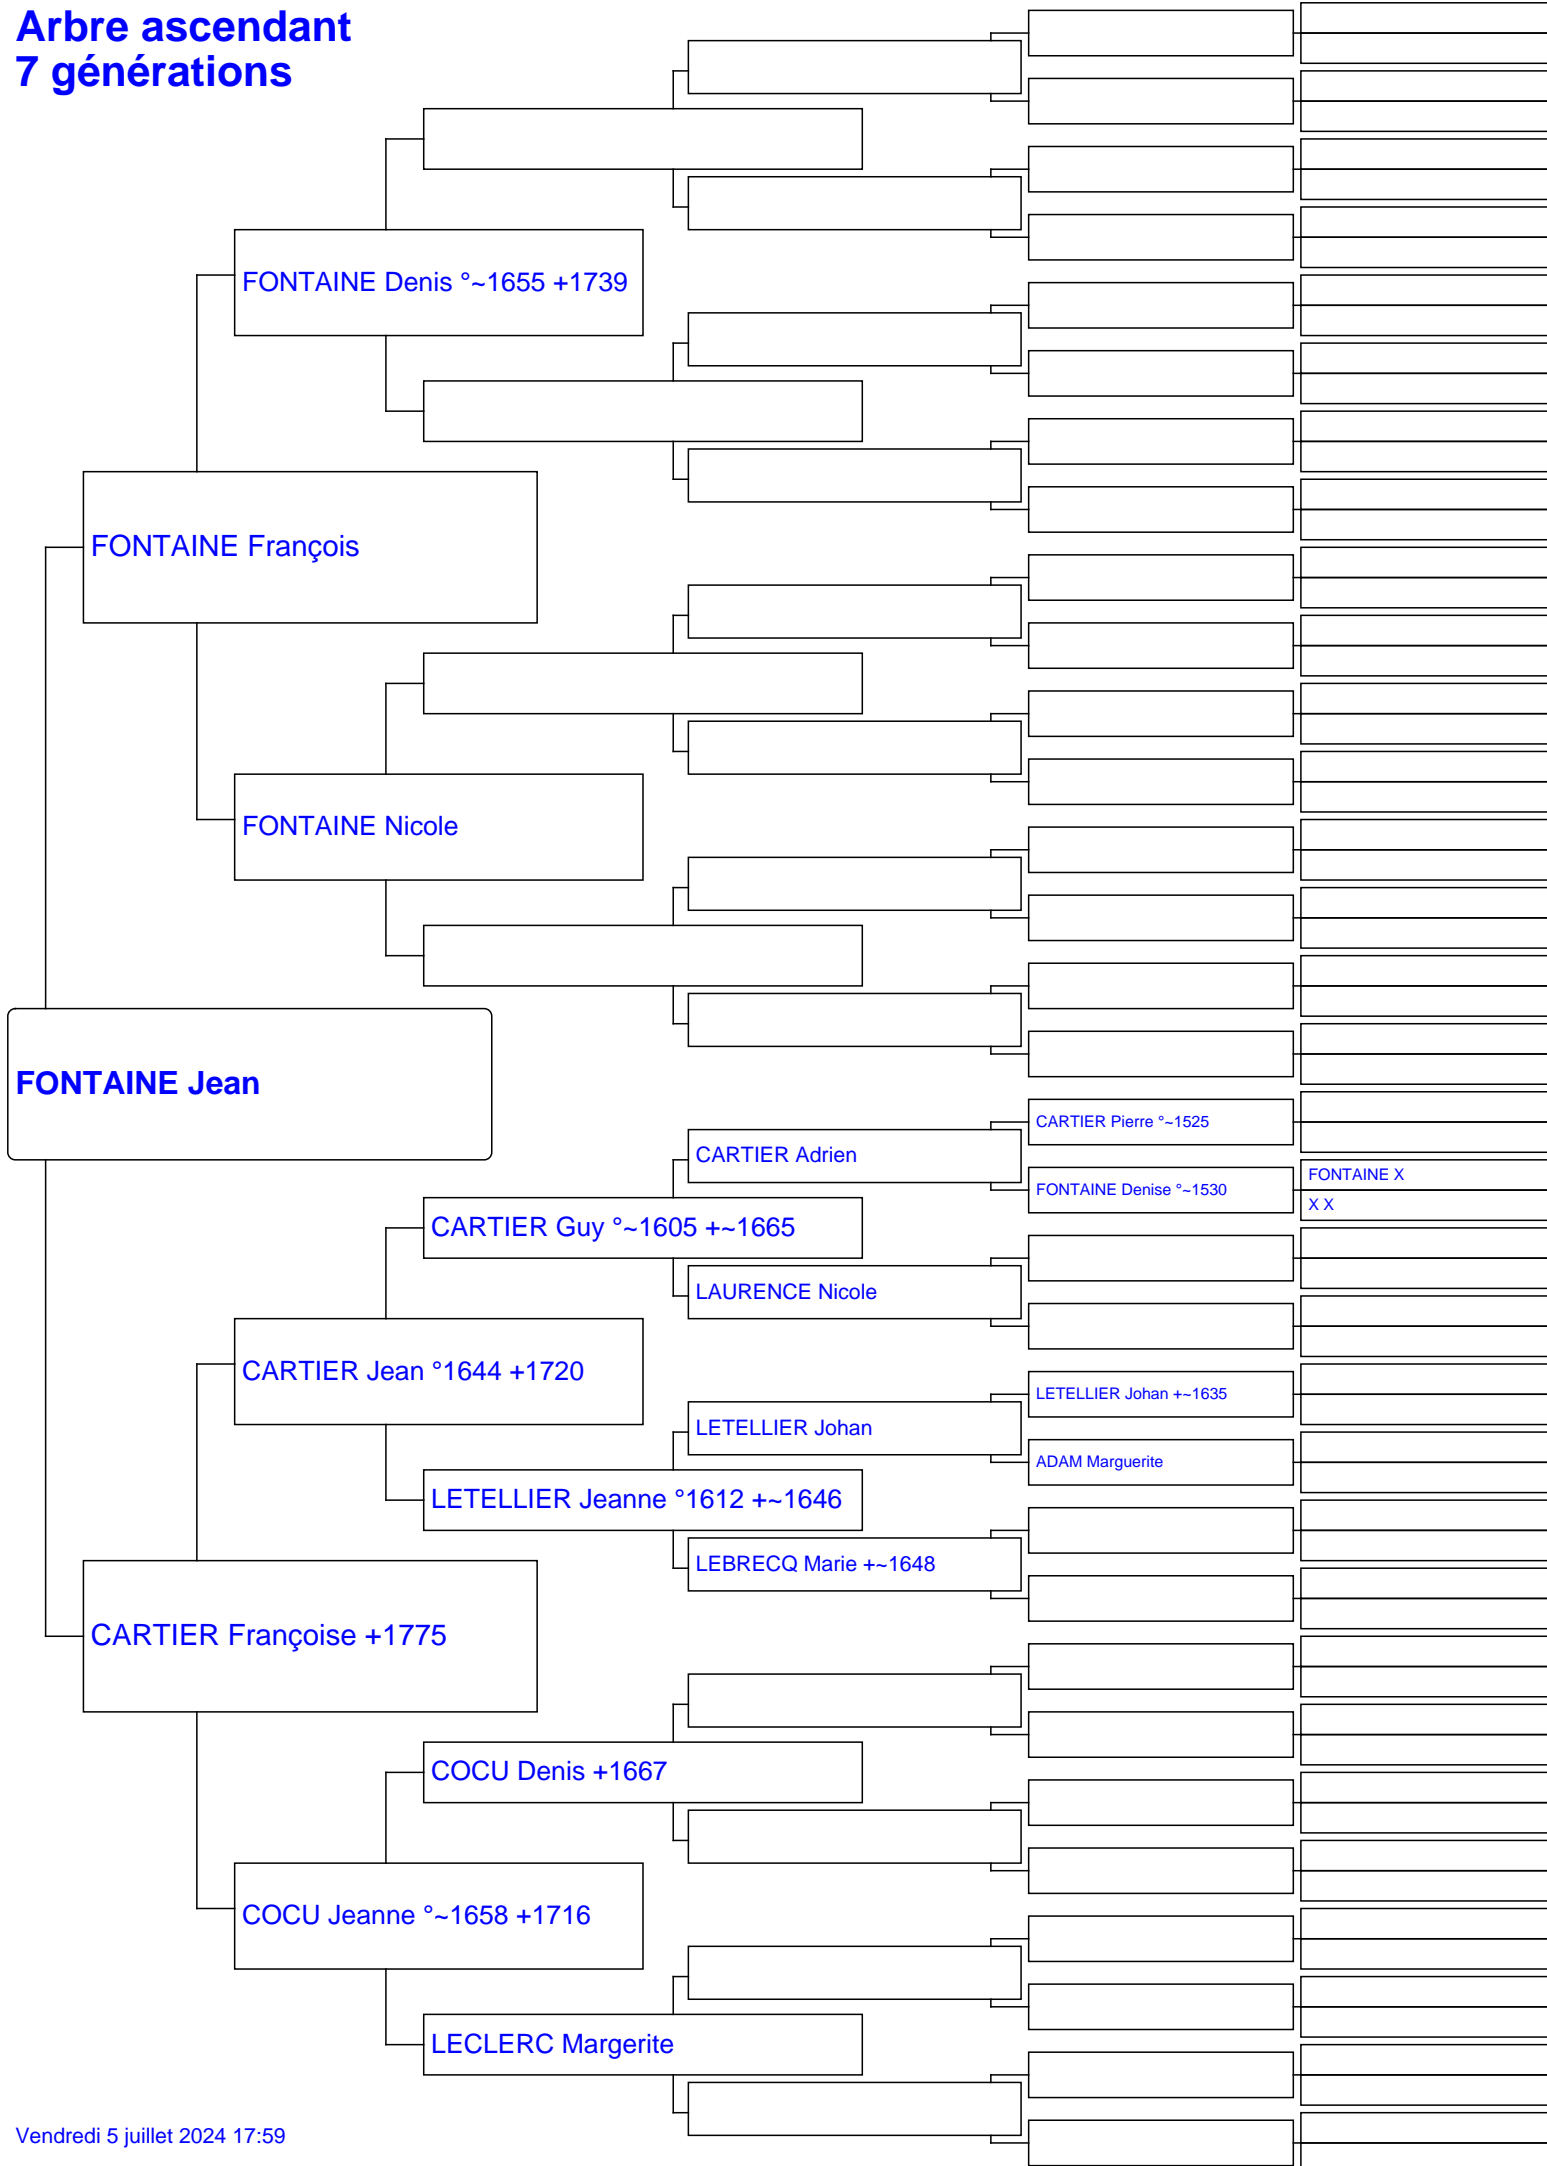 Arbre ascendant
7 générations
FONTAINE Denis °~1655 +1739
FONTAINE François
FONTAINE Nicole
FONTAINE Jean
CARTIER Pierre °~1525
CARTIER Adrien
FONTAINE X
FONTAINE Denise °~1530
X X
CARTIER Guy °~1605 +~1665
LAURENCE Nicole
CARTIER Jean °1644 +1720
LETELLIER Johan +~1635
LETELLIER Johan
ADAM Marguerite
LETELLIER Jeanne °1612 +~1646
LEBRECQ Marie +~1648
CARTIER Françoise +1775
COCU Denis +1667
COCU Jeanne °~1658 +1716
LECLERC Margerite
Vendredi 5 juillet 2024 17:59